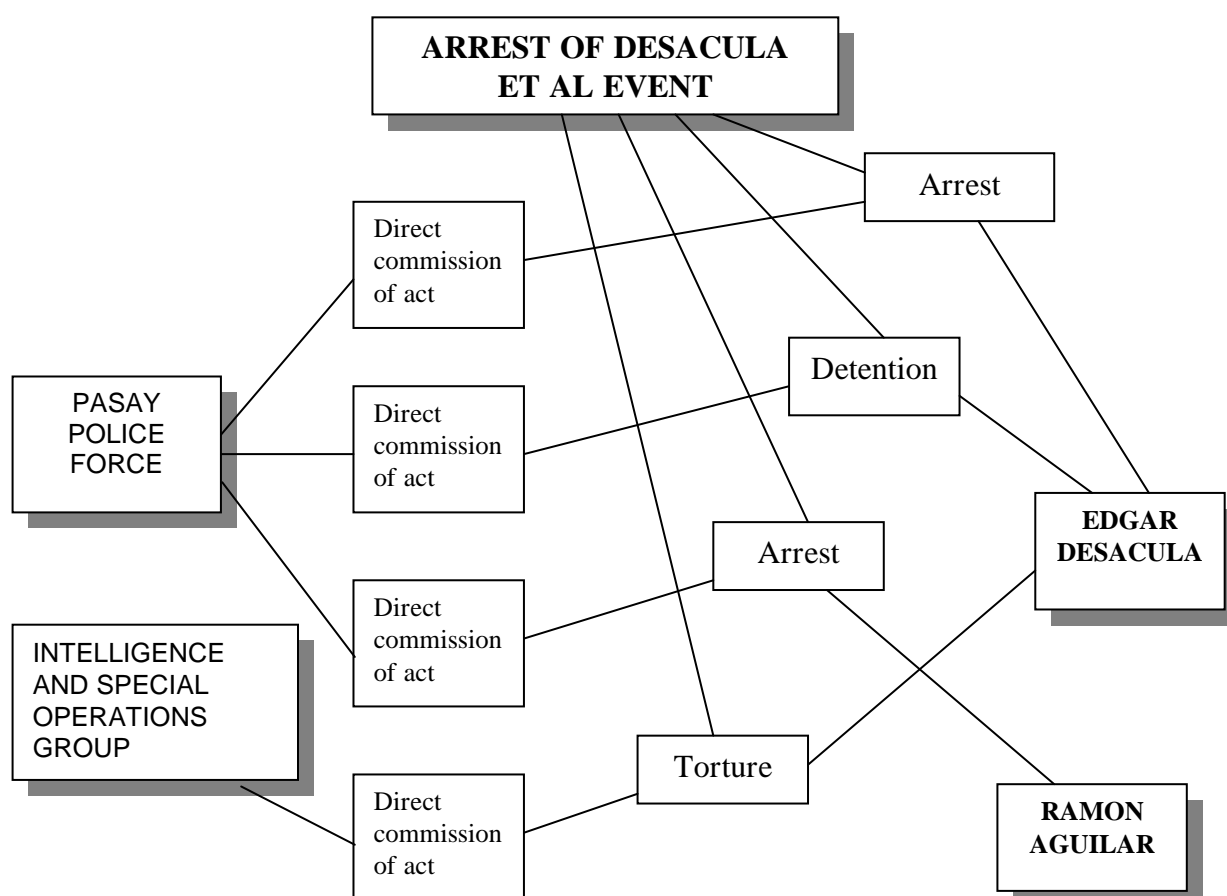 ARREST OF DESACULA
ET AL EVENT
Arrest
Direct
commission
of act
Detention
PASAY
POLICE
FORCE
Direct
commission
of act
EDGAR
DESACULA
Arrest
Direct
commission
of act
INTELLIGENCE
AND SPECIAL
OPERATIONS
GROUP
Torture
Direct
commission
of act
RAMON
AGUILAR